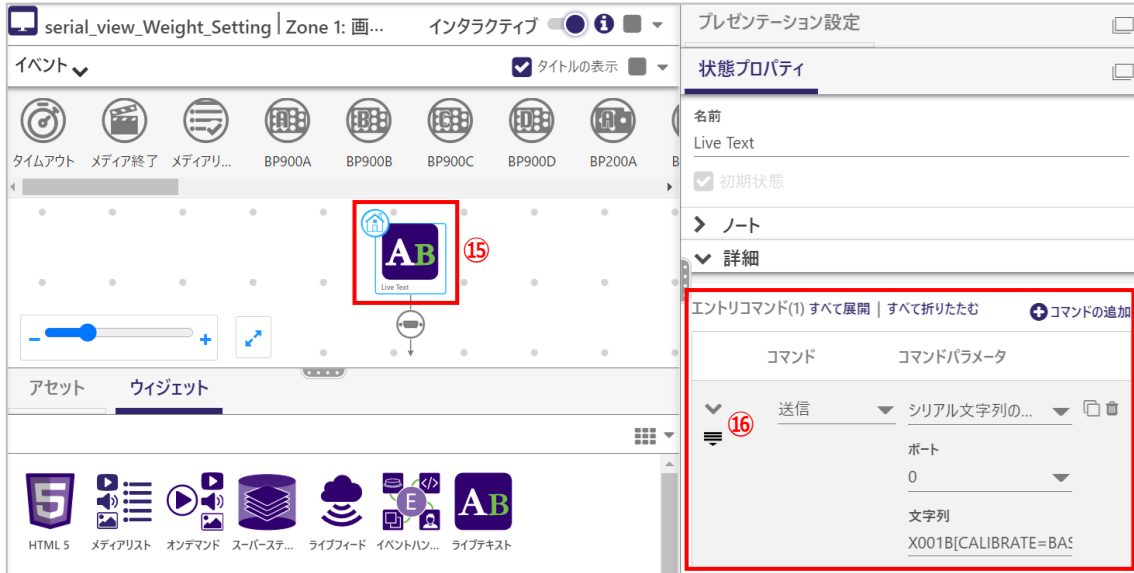 serial_view_Weight_Setting | Zone 1: 画... インタラクティブ
イベント タイトルの表示
タイムアウト メディア終了 メディアリ... BP900A BP900B BP900C BP900D BP200A B
AB
Live Text
⑮
アセット ウィジェット
5 E AB
HTML 5 メディアリスト オンデマンド スーパーステ... ライブフィード イベントハン... ライブテキスト
プレゼンテーション設定
状態プロパティ
名前
Live Text
初期状態
ノート
詳細
エントリコマンド(1) すべて展開 | すべて折りたたむ コマンドの追加
コマンド コマンドパラメータ
⑯ 送信 シリアル文字列の...
ポート
0
文字列
X001B[CALIBRATE=BAS